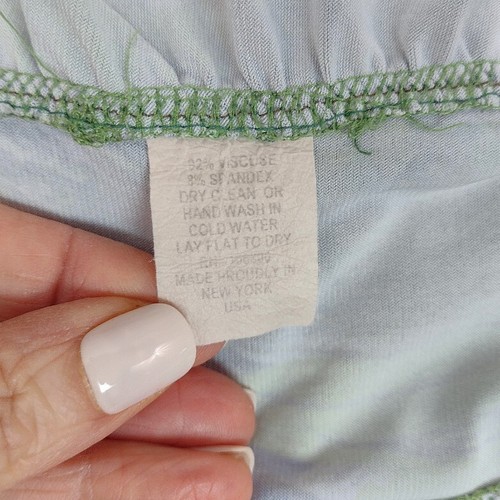 92% VISCOSE
8% SPANDEX
DRY CLEAN OR
HAND WASH IN
COLD WATER
LAY FLAT TO DRY
MADE PROUDLY IN
NEW YORK
USA